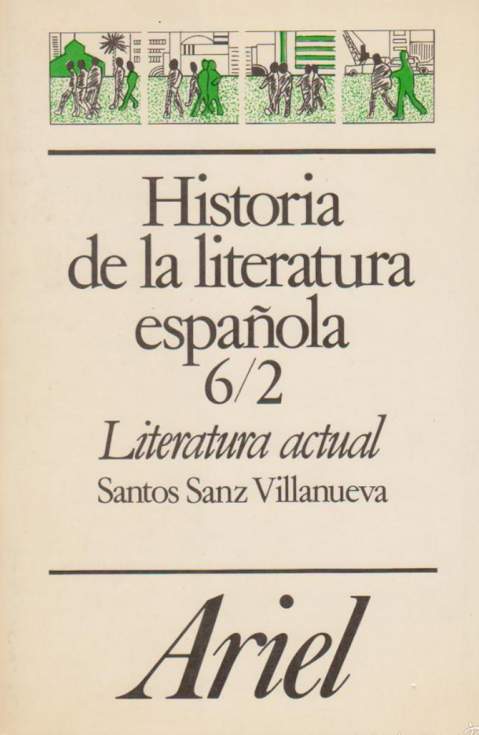 Historia
de la literatura
española
6/2
Literatura actual
Santos Sanz Villanueva
Ariel